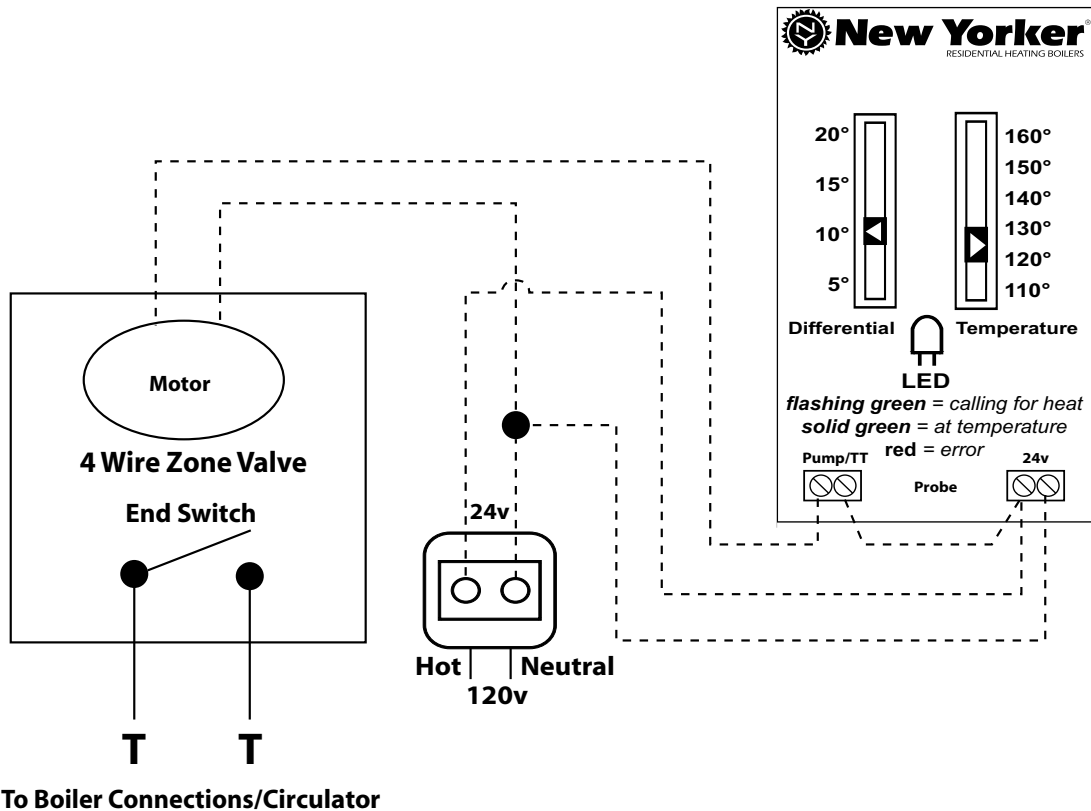 NY New Yorker®
RESIDENTIAL HEATING BOILERS
20°
15°
10°
5°
160°
150°
140°
130°
120°
110°
Differential
Temperature
LED
flashing green = calling for heat
solid green = at temperature
red = error
Pump/TT
Probe
24v
Motor
4 Wire Zone Valve
End Switch
T T
To Boiler Connections/Circulator
24v
Hot Neutral
120v